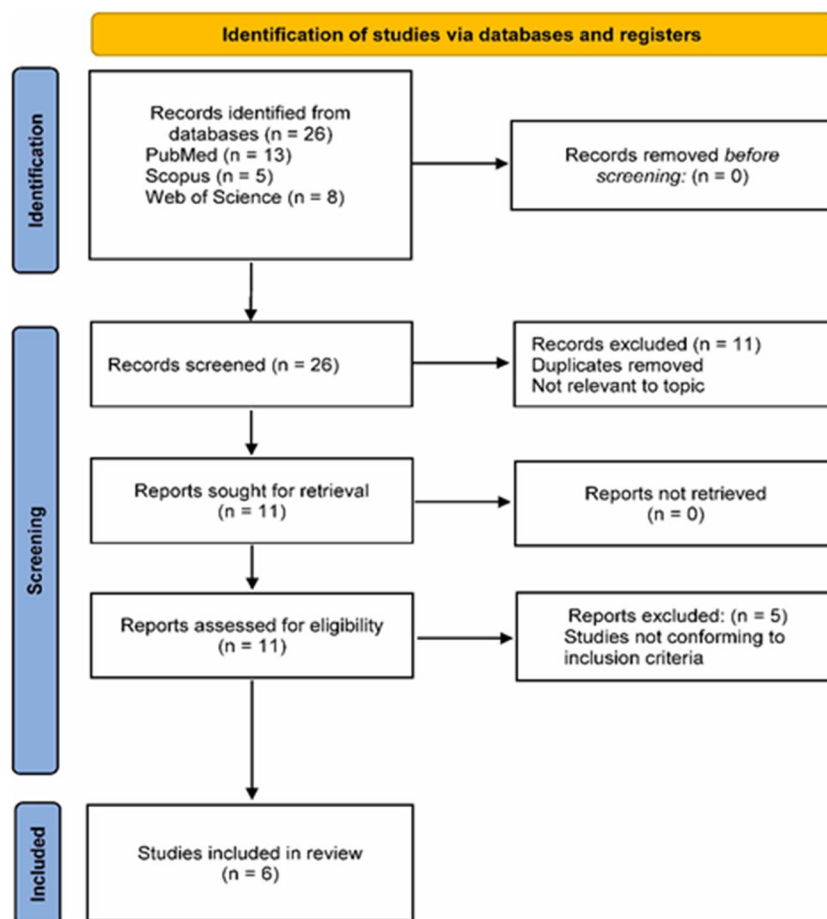 Identification of studies via databases and registers
Identification
Records identified from
databases (n = 26)
PubMed (n = 13)
Scopus (n = 5)
Web of Science (n = 8)
Records removed before
screening: (n = 0)
Screening
Records screened (n = 26)
Records excluded (n = 11)
Duplicates removed
Not relevant to topic
Reports sought for retrieval
(n = 11)
Reports not retrieved
(n = 0)
Reports assessed for eligibility
(n = 11)
Reports excluded: (n = 5)
Studies not conforming to
inclusion criteria
Included
Studies included in review
(n = 6)